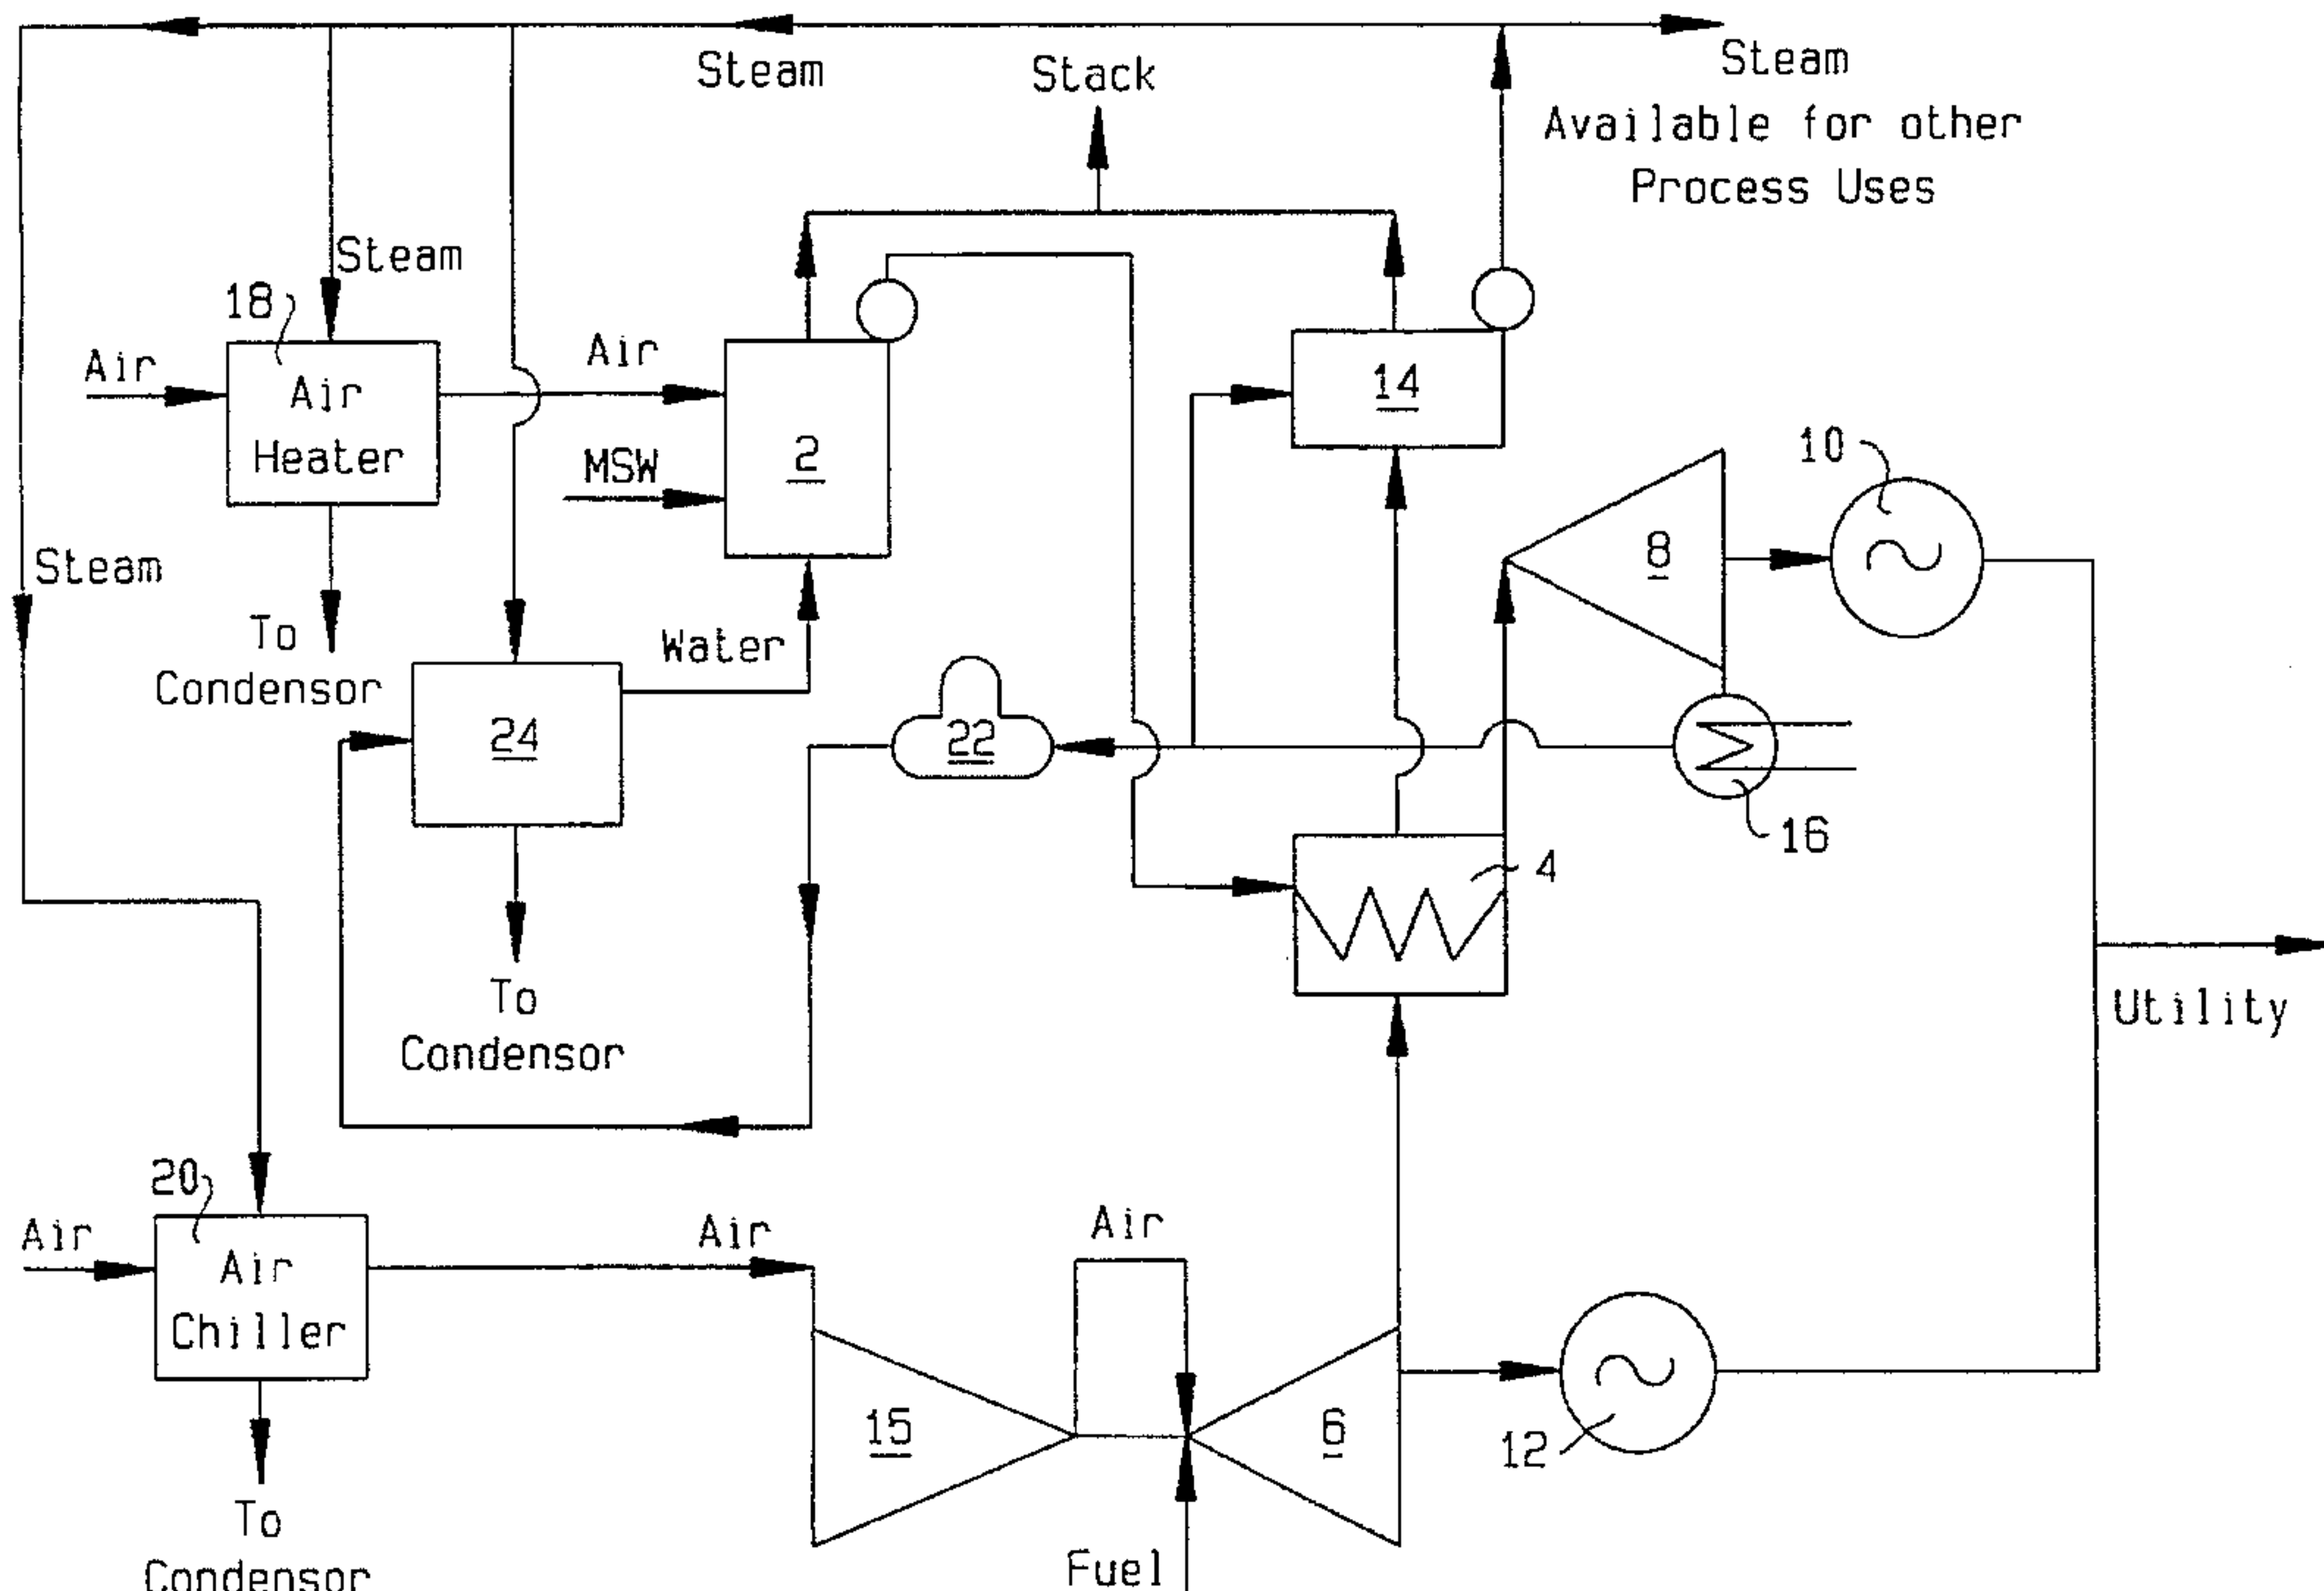 Steam
Stack
Steam
Available for other
Process Uses
Steam
18
Air
Air
Heater
Air
MSW
2
14
10
8
Steam
To
Condensor
Water
24
22
16
4
To
Condensor
Utility
20
Air
Air
Chiller
Air
Air
15
6
12
To
Condensor
Fuel